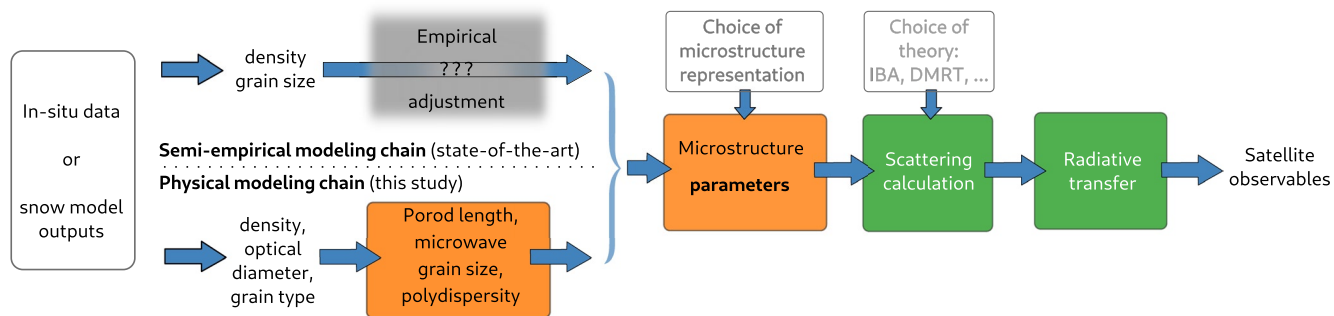 In-situ data
or
snow model
outputs
density
grain size
Empirical
???
adjustment
Semi-empirical modeling chain (state-of-the-art)
Physical modeling chain (this study)
density,
optical
diameter,
grain type
Porod length,
microwave
grain size,
polydispersity
Choice of
microstructure
representation
Microstructure
parameters
Choice of
theory:
IBA, DMRT, ...
Scattering
calculation
Radiative
transfer
Satellite
observables